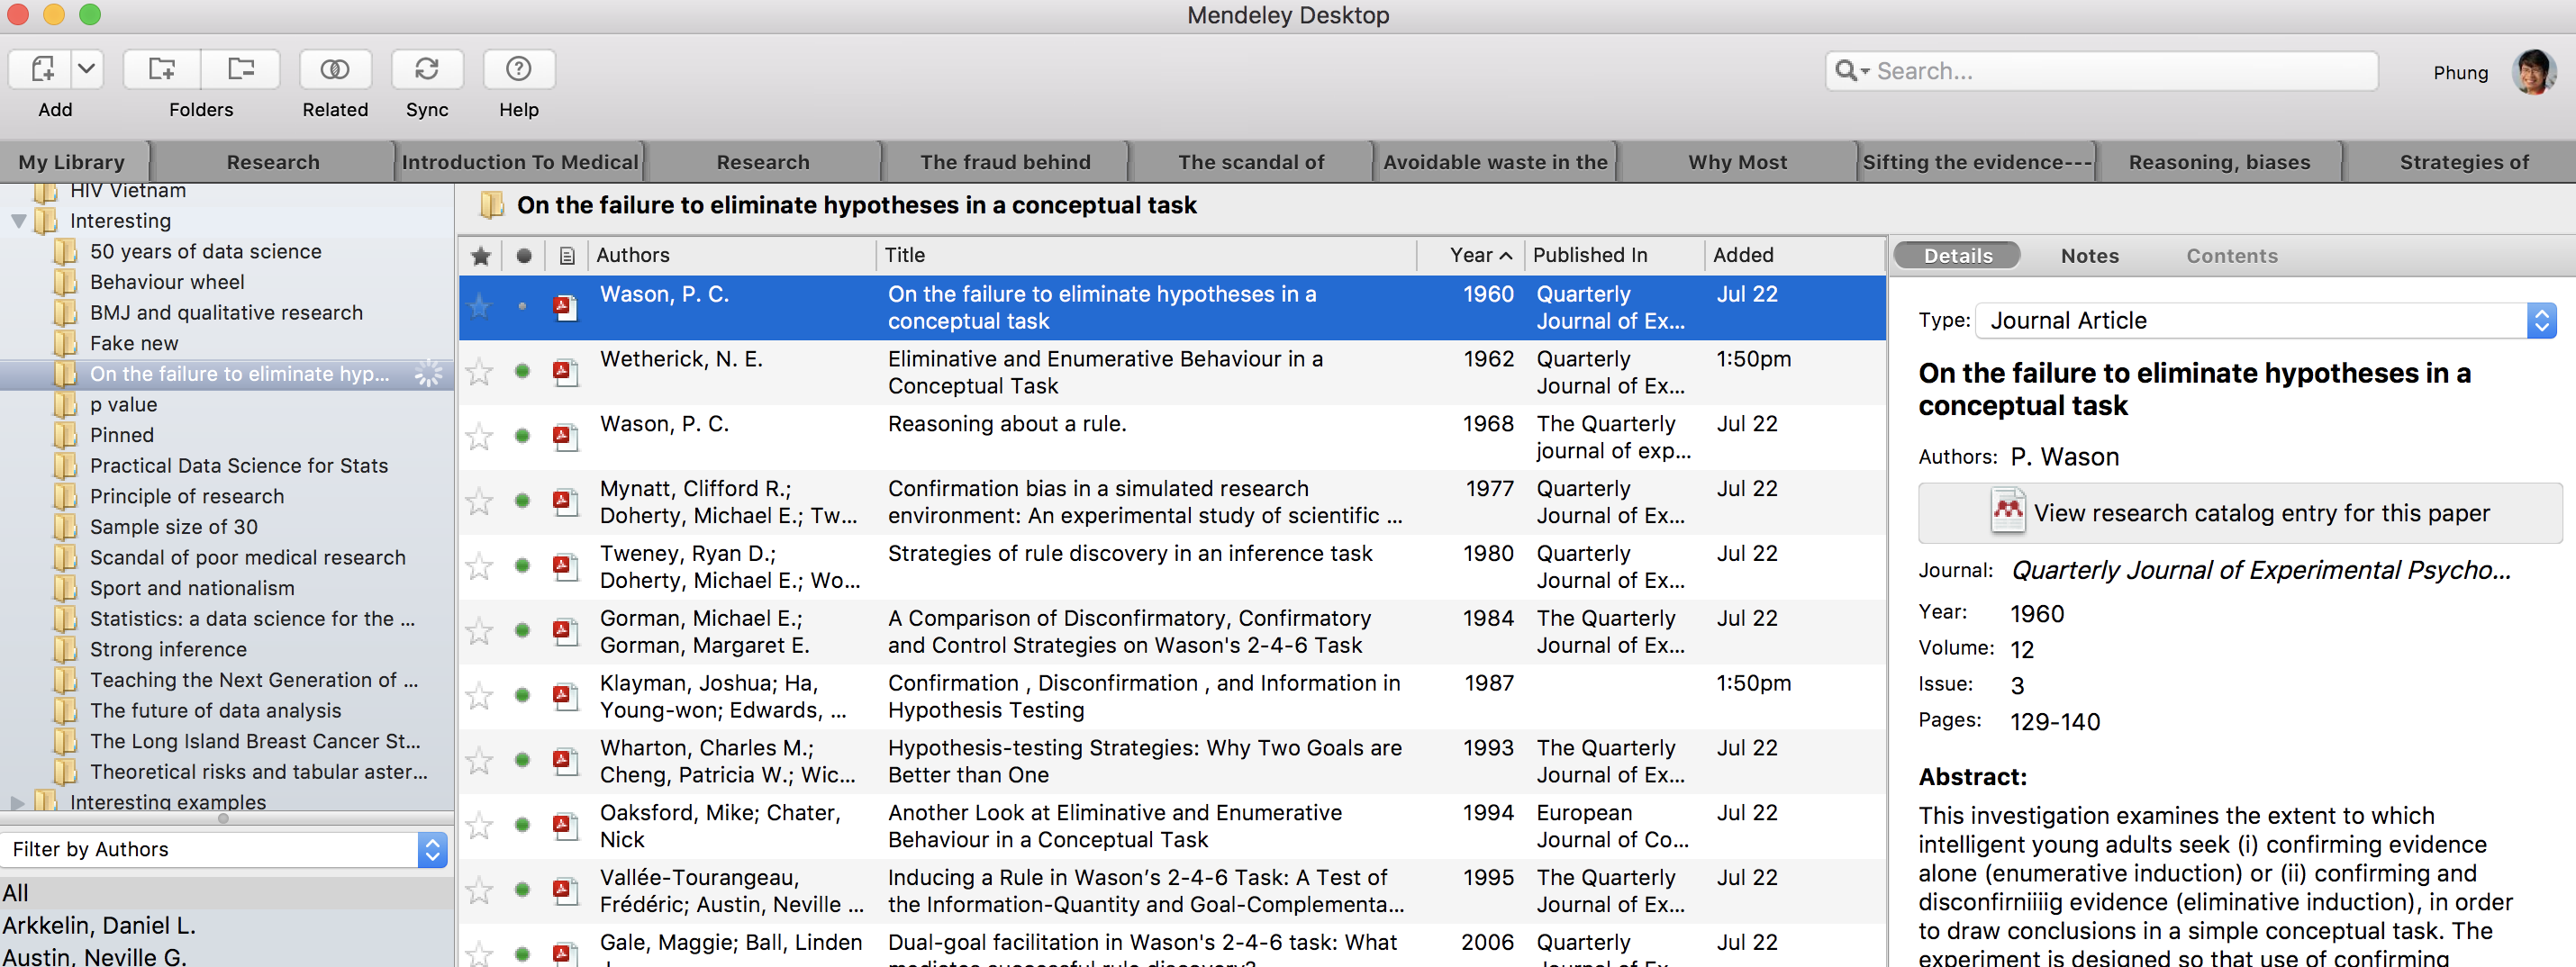 Mendeley Desktop
Add
Folders
Related
Sync
Help
Search...
Phung
My Library
Research
Introduction To Medical
Research
The fraud behind
The scandal of
Avoidable waste in the
Why Most
Sifting the evidence---
Reasoning, biases
Strategies of
HIV Vietnam
Interesting
50 years of data science
Behaviour wheel
BMJ and qualitative research
Fake new
On the failure to eliminate hyp...
p value
Pinned
Practical Data Science for Stats
Principle of research
Sample size of 30
Scandal of poor medical research
Sport and nationalism
Statistics: a data science for the ...
Strong inference
Teaching the Next Generation of ...
The future of data analysis
The Long Island Breast Cancer St...
Theoretical risks and tabular aster...
Interesting examples
Filter by Authors
All
Arkkelin, Daniel L.
Austin, Neville G.
On the failure to eliminate hypotheses in a conceptual task
Authors Title Year Published In Added
Wason, P. C. On the failure to eliminate hypotheses in a 1960 Quarterly Jul 22
conceptual task Journal of Ex...
Wetherick, N. E. Eliminative and Enumerative Behaviour in a 1962 Quarterly 1:50pm
Conceptual Task Journal of Ex...
Wason, P. C. Reasoning about a rule. 1968 The Quarterly Jul 22
journal of exp...
Mynatt, Clifford R.; Confirmation bias in a simulated research 1977 Quarterly Jul 22
Doherty, Michael E.; Tw... environment: An experimental study of scientific ... Journal of Ex...
Tweney, Ryan D.; Strategies of rule discovery in an inference task 1980 Quarterly Jul 22
Doherty, Michael E.; Wo... Journal of Ex...
Gorman, Michael E.; A Comparison of Disconfirmatory, Confirmatory 1984 The Quarterly Jul 22
Gorman, Margaret E. and Control Strategies on Wason's 2-4-6 Task Journal of Ex...
Klayman, Joshua; Ha, Confirmation , Disconfirmation , and Information in 1987 1:50pm
Young-won; Edwards, ... Hypothesis Testing
Wharton, Charles M.; Hypothesis-testing Strategies: Why Two Goals are 1993 The Quarterly Jul 22
Cheng, Patricia W.; Wic... Better than One Journal of Ex...
Oaksford, Mike; Chater, Another Look at Eliminative and Enumerative 1994 European Jul 22
Nick Behaviour in a Conceptual Task Journal of Co...
Vallée-Tourangeau, Inducing a Rule in Wason's 2-4-6 Task: A Test of 1995 The Quarterly Jul 22
Frédéric; Austin, Neville ... the Information-Quantity and Goal-Complementa... Journal of Ex...
Gale, Maggie; Ball, Linden Dual-goal facilitation in Wason's 2-4-6 task: What 2006 Quarterly Jul 22
Details
Notes
Contents
Type: Journal Article
On the failure to eliminate hypotheses in a
conceptual task
Authors: P. Wason
View research catalog entry for this paper
Journal: Quarterly Journal of Experimental Psycho...
Year: 1960
Volume: 12
Issue: 3
Pages: 129-140
Abstract:
This investigation examines the extent to which
intelligent young adults seek (i) confirming evidence
alone (enumerative induction) or (ii) confirming and
disconfirniiiig evidence (eliminative induction), in order
to draw conclusions in a simple conceptual task. The
experiment is designed so that use of confirming